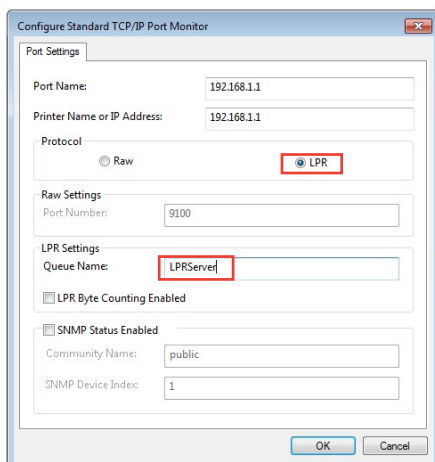 Configure Standard TCP/IP Port Monitor
Port Settings
Port Name: 192.168.1.1
Printer Name or IP Address: 192.168.1.1
Protocol
Raw LPR
Raw Settings
Port Number: 9100
LPR Settings
Queue Name: LPRServer
LPR Byte Counting Enabled
SNMP Status Enabled
Community Name: public
SNMP Device Index: 1
OK Cancel